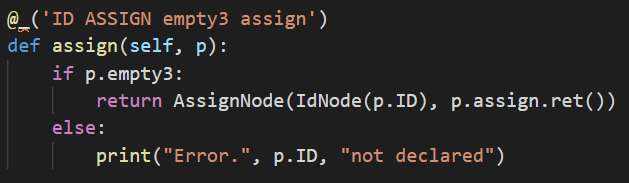 @_('ID ASSIGN empty3 assign')
def assign(self, p):
    if p.empty3:
        return AssignNode(IdNode(p.ID), p.assign.ret())
    else:
        print("Error.", p.ID, "not declared")